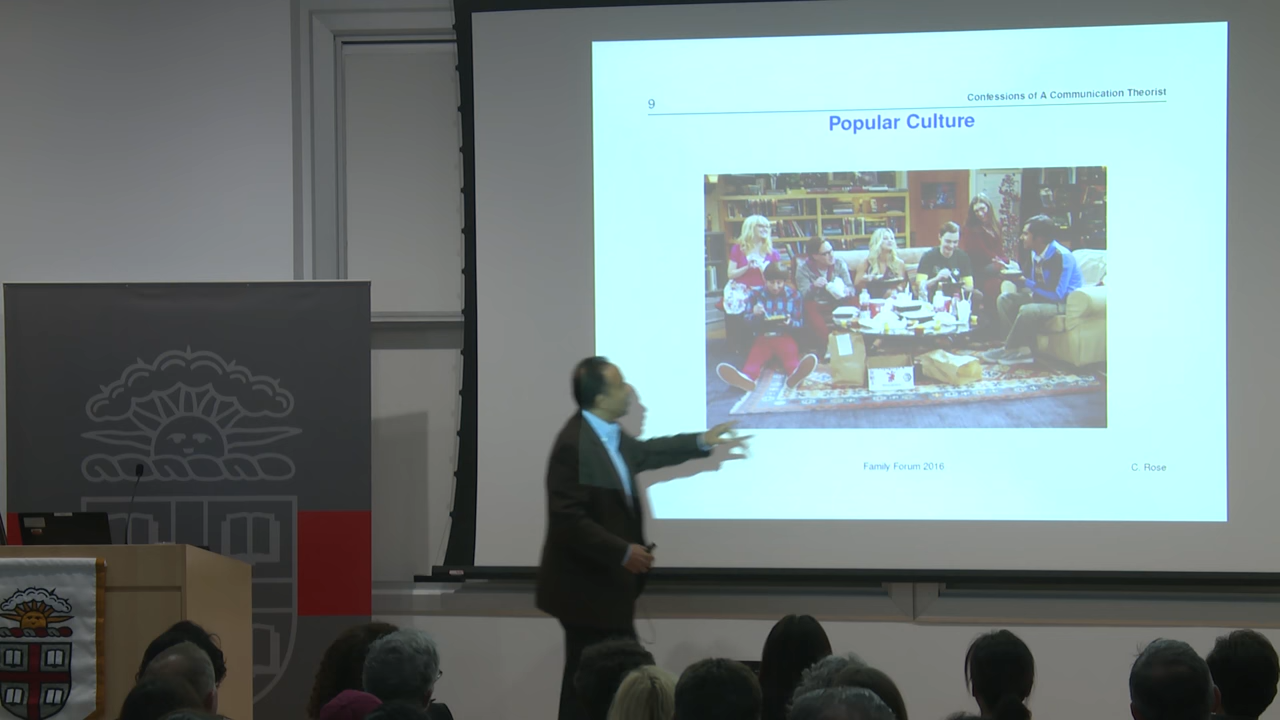 9
Confessions of A Communication Theorist
Popular Culture
Family Forum 2016
C. Rose